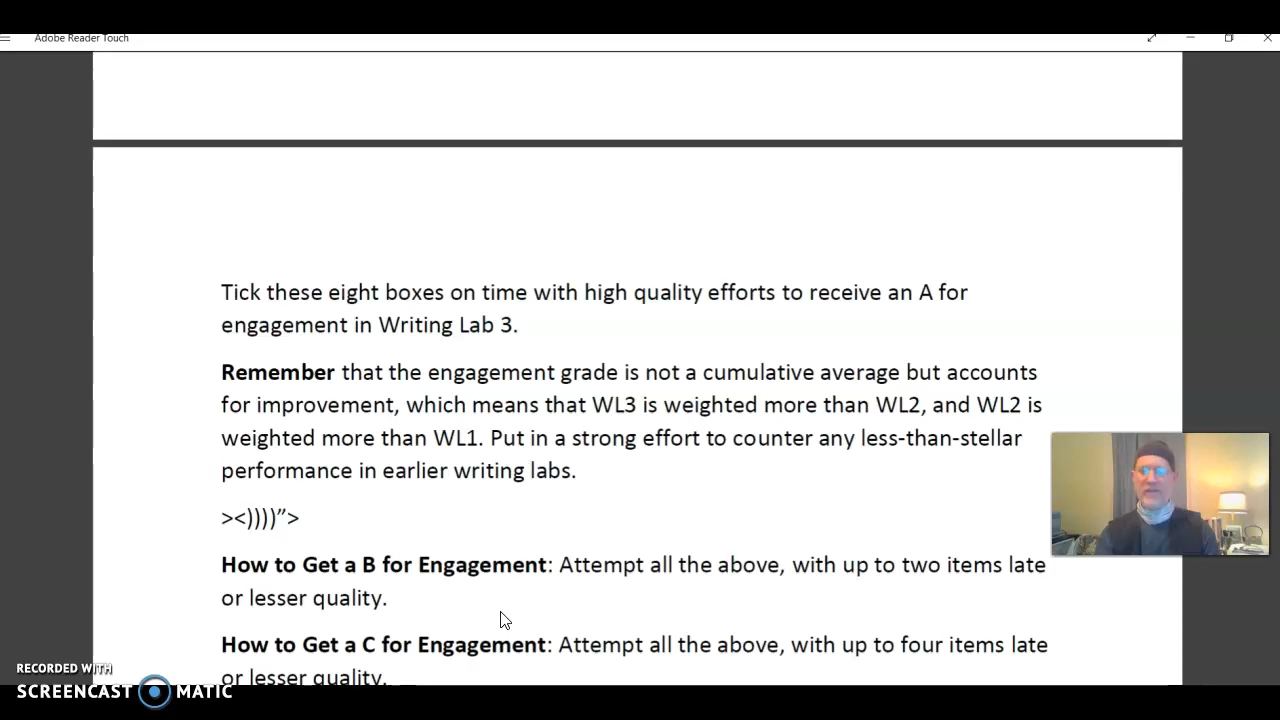 Adobe Reader Touch
Tick these eight boxes on time with high quality efforts to receive an A for
engagement in Writing Lab 3.
Remember that the engagement grade is not a cumulative average but accounts
for improvement, which means that WL3 is weighted more than WL2, and WL2 is
weighted more than WL1. Put in a strong effort to counter any less-than-stellar
performance in earlier writing labs.
><))))”>
How to Get a B for Engagement: Attempt all the above, with up to two items late
or lesser quality.
How to Get a C for Engagement: Attempt all the above, with up to four items late
or lesser quality.
RECORDED WITH
SCREENCAST MATIC